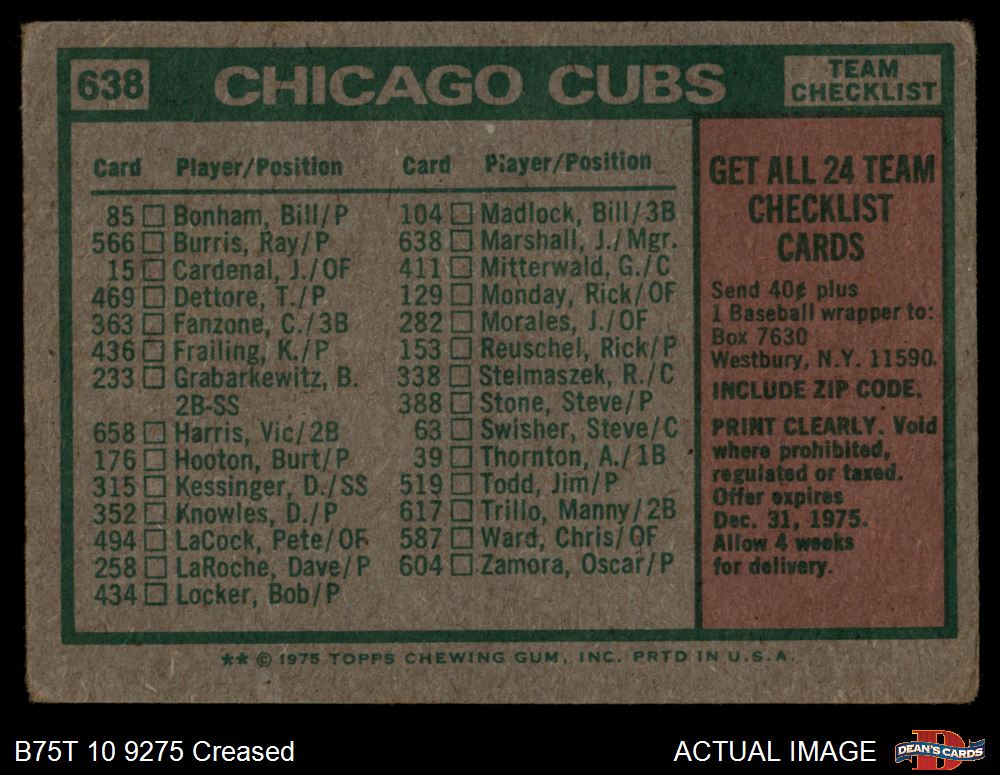 638 CHICAGO CUBS TEAM CHECKLIST
Card Player/Position
85 Bonham, Bill/P
566 Burris, Ray/P
15 Cardenal, J./OF
469 Dettore, T./P
363 Fanzone, C./3B
436 Frailing, K./P
233 Grabarkewitz, B.
2B-SS
658 Harris, Vic/2B
176 Hooton, Burt/P
315 Kessinger, D./SS
352 Knowles, D./P
494 LaCock, Pete/OF
258 LaRoche, Dave/P
434 Locker, Bob/P
Card Player/Position
104 Madlock, Bill/3B
638 Marshall, J./Mgr.
411 Mitterwald, G./C
129 Monday, Rick/OF
282 Morales, J./OF
153 Reuschel, Rick/P
338 Stelmaszek, R./C
388 Stone, Steve/P
63 Swisher, Steve/C
39 Thornton, A./1B
519 Todd, Jim/P
617 Trillo, Manny/2B
587 Ward, Chris/OF
604 Zamora, Oscar/P
GET ALL 24 TEAM
CHECKLIST
CARDS
Send 40¢ plus
1 Baseball wrapper to:
Box 7630
Westbury, N.Y. 11590.
INCLUDE ZIP CODE.
PRINT CLEARLY. Void
where prohibited,
regulated or taxed.
Offer expires
Dec. 31, 1975.
Allow 4 weeks
for delivery.
** © 1975 TOPPS CHEWING GUM, INC. PRTD IN U.S.A.
B75T 10 9275 Creased
ACTUAL IMAGE
D
DEAN'S CARDS